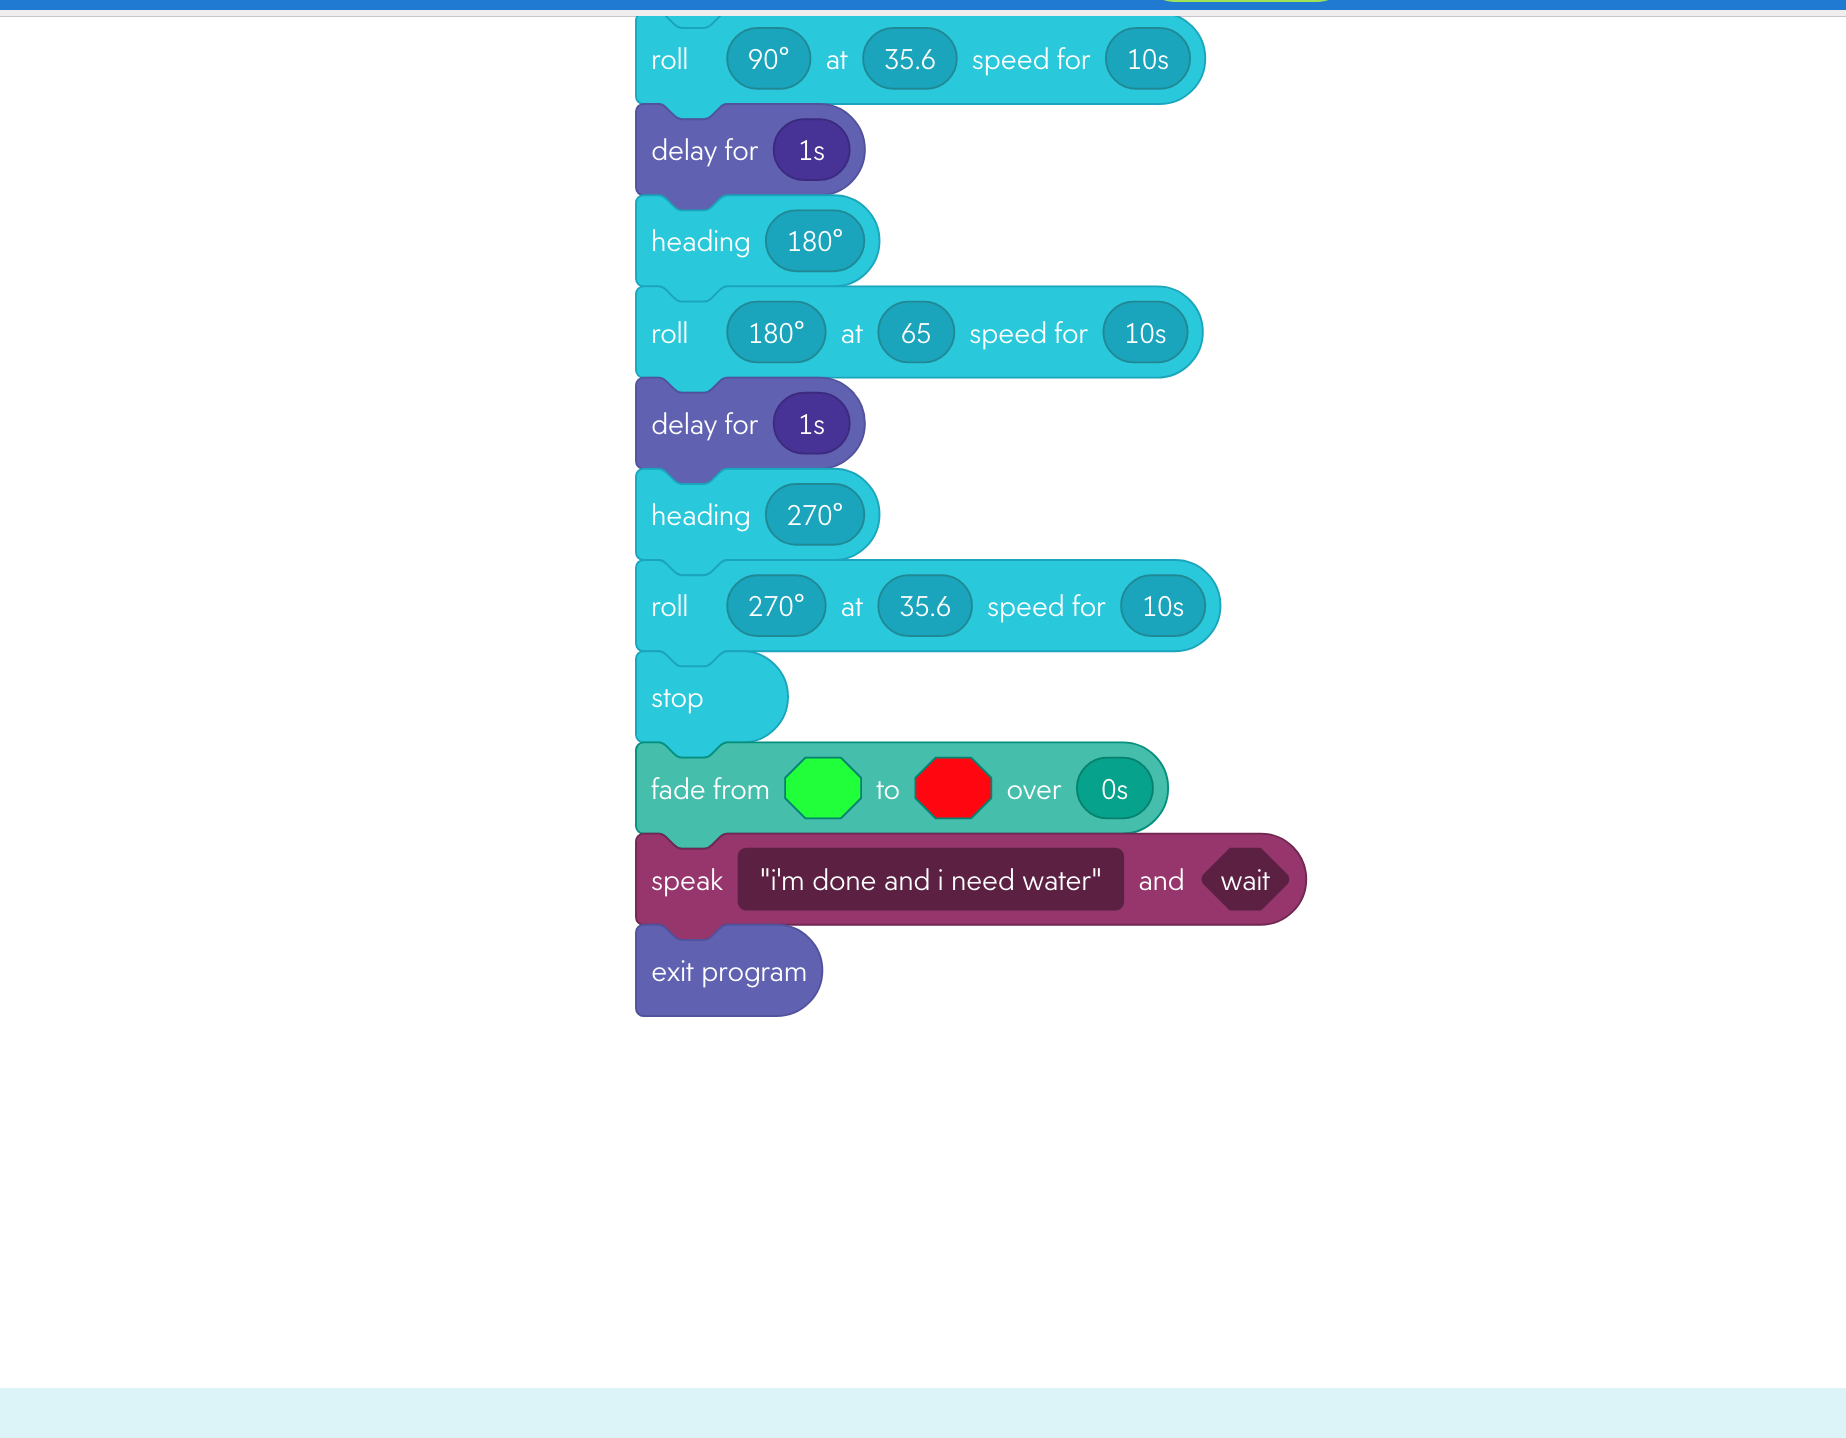 roll 90° at 35.6 speed for 10s
delay for 1s
heading 180°
roll 180° at 65 speed for 10s
delay for 1s
heading 270°
roll 270° at 35.6 speed for 10s
stop
fade from to over 0s
speak "i'm done and i need water" and wait
exit program